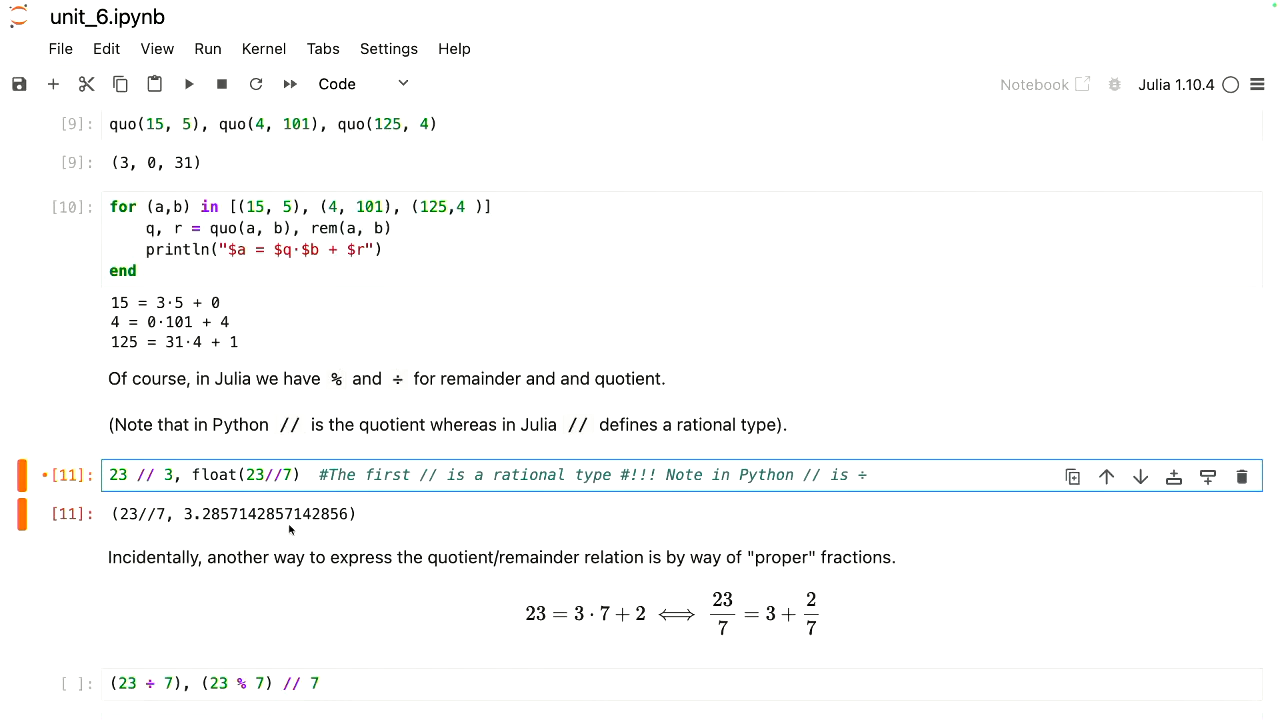 unit_6.ipynb
File Edit View Run Kernel Tabs Settings Help
Code Notebook Julia 1.10.4
[9]: quo(15, 5), quo(4, 101), quo(125, 4)
[9]: (3, 0, 31)
[10]: for (a,b) in [(15, 5), (4, 101), (125,4 )]
q, r = quo(a, b), rem(a, b)
println("$a = $q·$b + $r")
end
15 = 3·5 + 0
4 = 0·101 + 4
125 = 31·4 + 1
Of course, in Julia we have % and ÷ for remainder and and quotient.
(Note that in Python // is the quotient whereas in Julia // defines a rational type).
•[11]: 23 // 3, float(23//7) #The first // is a rational type #!!! Note in Python // is ÷
[11]: (23//7, 3.2857142857142856)
Incidentally, another way to express the quotient/remainder relation is by way of "proper" fractions.
23 = 3 · 7 + 2 ⟺ 23/7 = 3 + 2/7
[ ]: (23 ÷ 7), (23 % 7) // 7